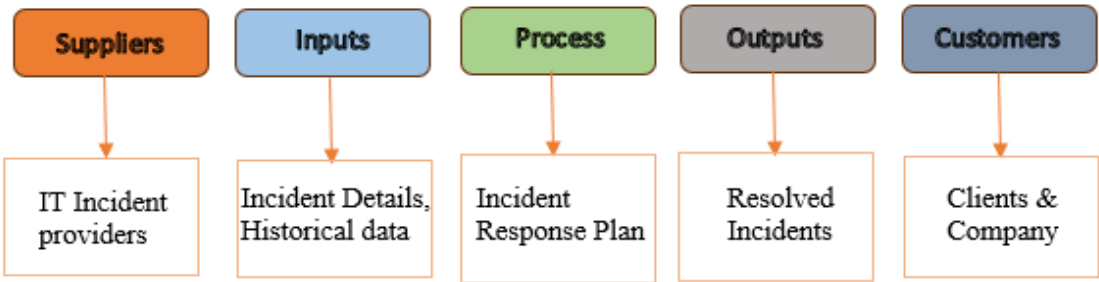 Suppliers
Inputs
Process
Outputs
Customers
IT Incident
providers
Incident Details,
Historical data
Incident
Response Plan
Resolved
Incidents
Clients &
Company